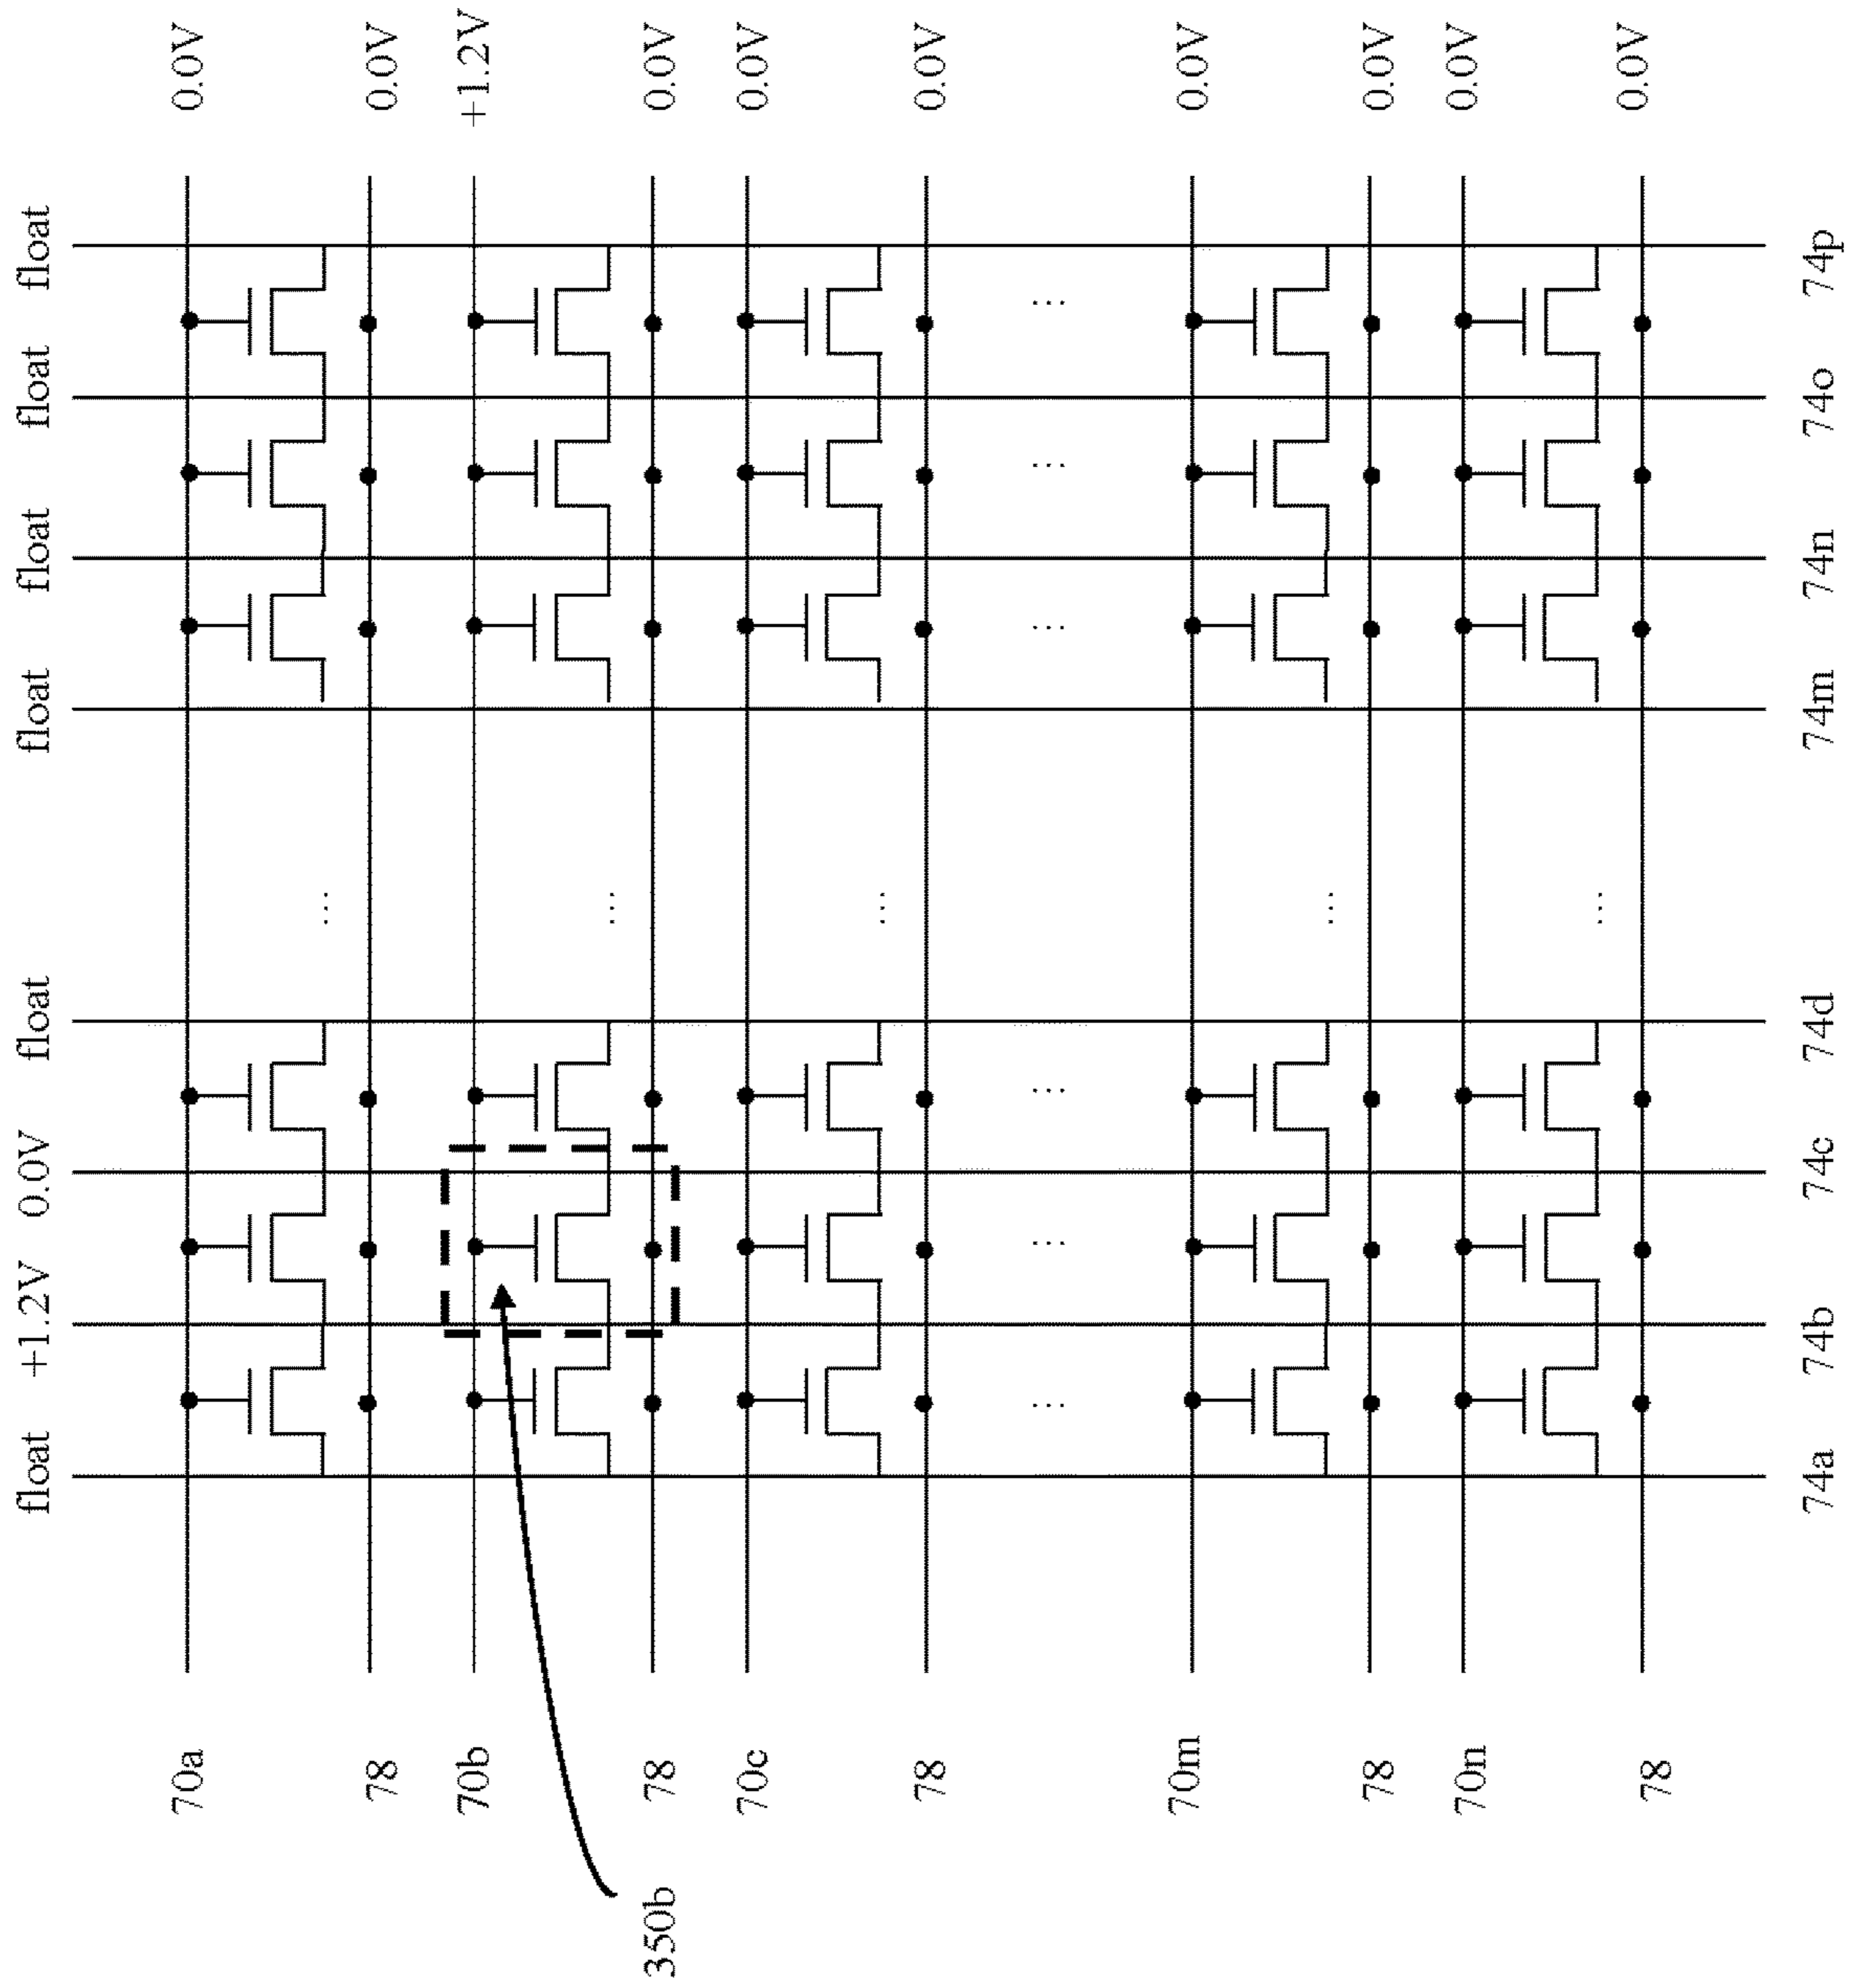 float +1.2V 0.0V float float float float float
70a 0.0V
78 0.0V
70b +1.2V
350b 78 0.0V
70c 0.0V
78 0.0V
70m 0.0V
78 0.0V
70n 0.0V
78 0.0V
74a 74b 74c 74d 74m 74n 74o 74p